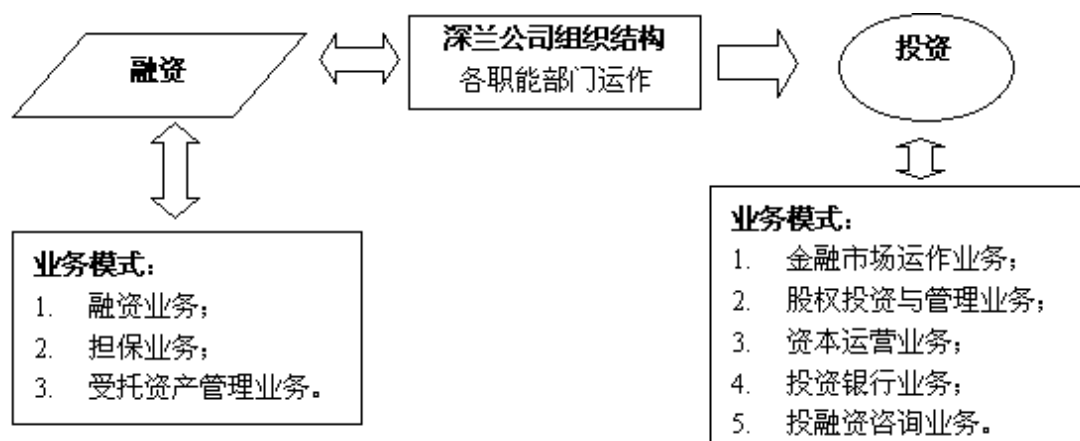 融资
深兰公司组织结构
各职能部门运作
投资
业务模式：
1. 融资业务；
2. 担保业务；
3. 受托资产管理业务。
业务模式：
1. 金融市场运作业务；
2. 股权投资与管理业务；
3. 资本运营业务；
4. 投资银行业务；
5. 投融资咨询业务。